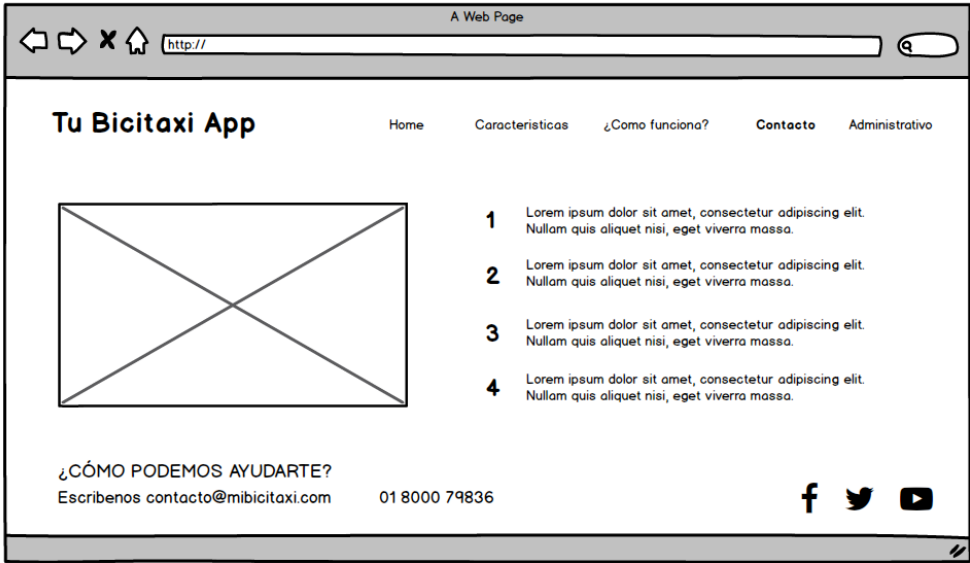 A Web Page
http://
Tu Bicitaxi App
Home Caracteristicas ¿Como funciona? Contacto Administrativo
1 Lorem ipsum dolor sit amet, consectetur adipiscing elit.
Nullam quis aliquet nisi, eget viverra massa.
2 Lorem ipsum dolor sit amet, consectetur adipiscing elit.
Nullam quis aliquet nisi, eget viverra massa.
3 Lorem ipsum dolor sit amet, consectetur adipiscing elit.
Nullam quis aliquet nisi, eget viverra massa.
4 Lorem ipsum dolor sit amet, consectetur adipiscing elit.
Nullam quis aliquet nisi, eget viverra massa.
¿CÓMO PODEMOS AYUDARTE?
Escribenos contacto@mibicitaxi.com 01 8000 79836